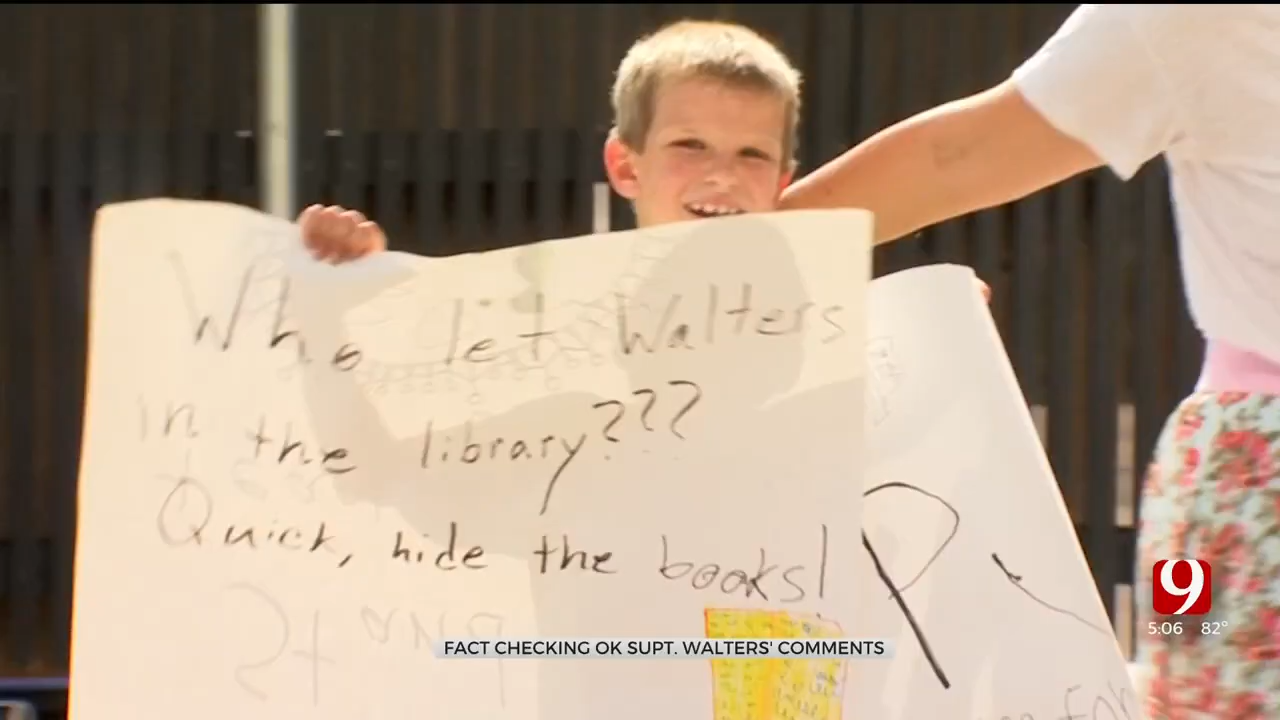 Who let Walters
in the library???
Quick, hide the books!
FACT CHECKING OK SUPT. WALTERS' COMMENTS
9
5:06 82°